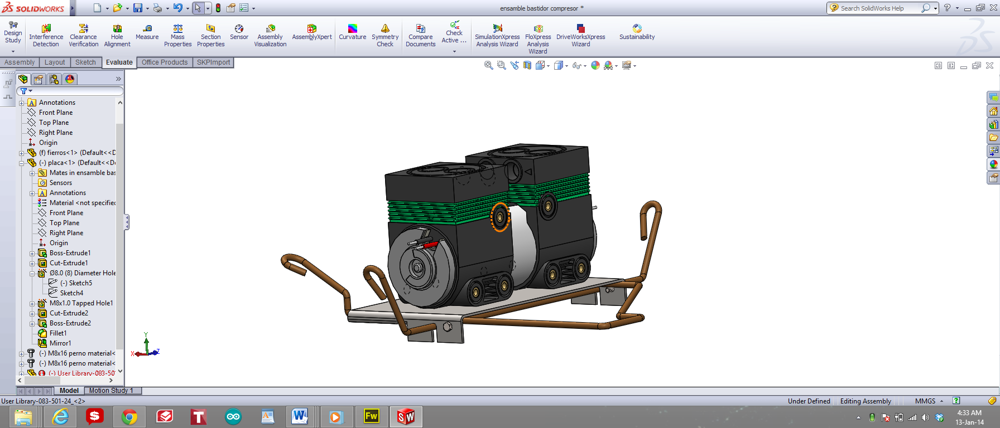 SOLIDWORKS
ensamble bastidor compresor *
Search SolidWorks Help
Design Study
Interference Detection
Clearance Verification
Hole Alignment
Measure
Mass Properties
Section Properties
Sensor
Assembly Visualization
AssemblyXpert
Curvature
Symmetry Check
Compare Documents
Check Active ...
SimulationXpress Analysis Wizard
FloXpress Analysis Wizard
DriveWorksXpress Wizard
Sustainability
Assembly
Layout
Sketch
Evaluate
Office Products
SKPImport
Annotations
Front Plane
Top Plane
Right Plane
Origin
(f) fierros<1> (Default<<D
(-) placa<1> (Default<<De
Mates in ensamble bas
Sensors
Annotations
Material <not specified
Front Plane
Top Plane
Right Plane
Origin
Boss-Extrude1
Cut-Extrude1
Ø8.0 (8) Diameter Hole
(-) Sketch5
Sketch4
M8x1.0 Tapped Hole1
Cut-Extrude2
Boss-Extrude2
Fillet1
Mirror1
(-) M8x16 perno material<
(-) M8x16 perno material<
(-) User Library-083-501
Y
X
Z
Model
Motion Study 1
User Library-083-501-24_<2>
Under Defined
Editing Assembly
MMGS
4:33 AM
13-Jan-14